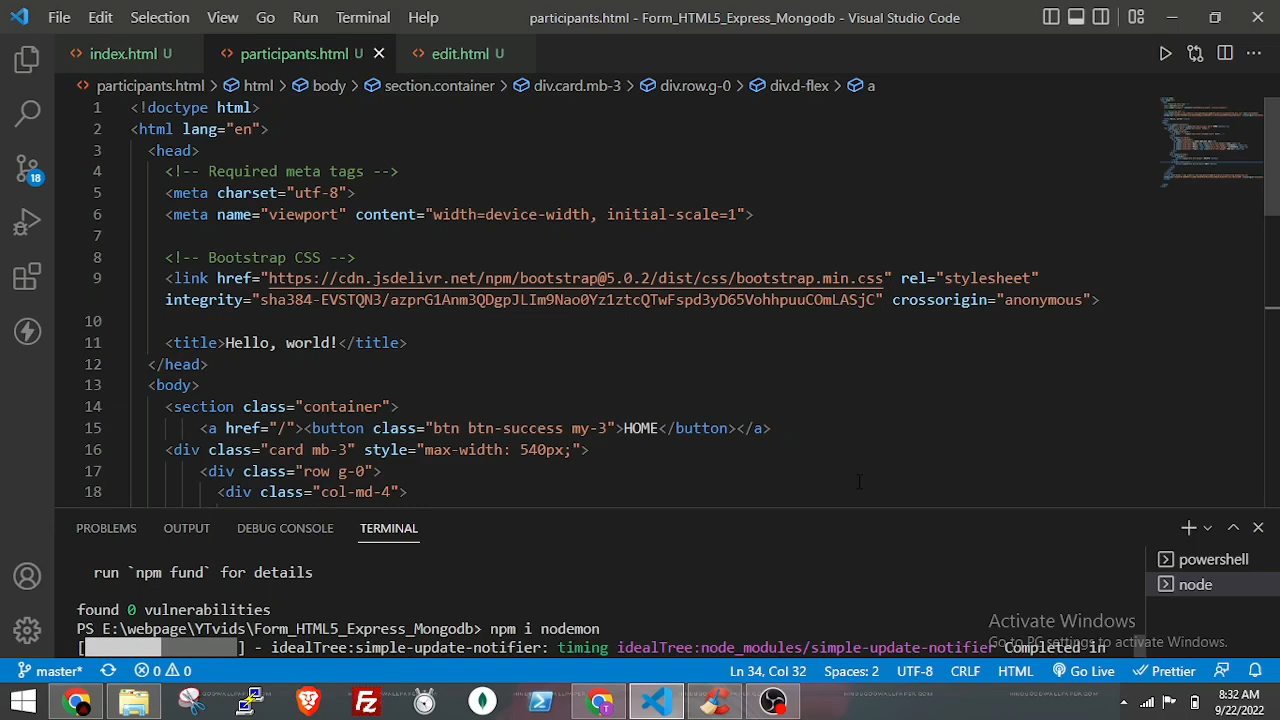 File Edit Selection View Go Run Terminal Help participants.html - Form_HTML5_Express_Mongodb - Visual Studio Code
index.html U participants.html U edit.html U
participants.html > html > body > section.container > div.card.mb-3 > div.row.g-0 > div.d-flex > a
1 <!doctype html>
2 <html lang="en">
3 <head>
4 <!-- Required meta tags -->
5 <meta charset="utf-8">
6 <meta name="viewport" content="width=device-width, initial-scale=1">
7
8 <!-- Bootstrap CSS -->
9 <link href="https://cdn.jsdelivr.net/npm/bootstrap@5.0.2/dist/css/bootstrap.min.css" rel="stylesheet"
integrity="sha384-EVSTQN3/azprG1Anm3QDgpJLIm9Nao0Yz1ztcQTwFspd3yD65VohhpuuCOmLASjC" crossorigin="anonymous">
10
11 <title>Hello, world!</title>
12 </head>
13 <body>
14 <section class="container">
15 <a href="/"><button class="btn btn-success my-3">HOME</button></a>
16 <div class="card mb-3" style="max-width: 540px;">
17 <div class="row g-0">
18 <div class="col-md-4">
18
PROBLEMS OUTPUT DEBUG CONSOLE TERMINAL
run `npm fund` for details
found 0 vulnerabilities
PS E:\webpage\YTvids\Form_HTML5_Express_Mongodb> npm i nodemon
[ ] - idealTree:simple-update-notifier: timing idealTree:node_modules/simple-update-notifier Completed in
powershell
node
Activate Windows
Go to PC settings to activate Windows.
master* 0 0 Ln 34, Col 32 Spaces: 2 UTF-8 CRLF HTML Go Live Prettier
8:32 AM
9/22/2022